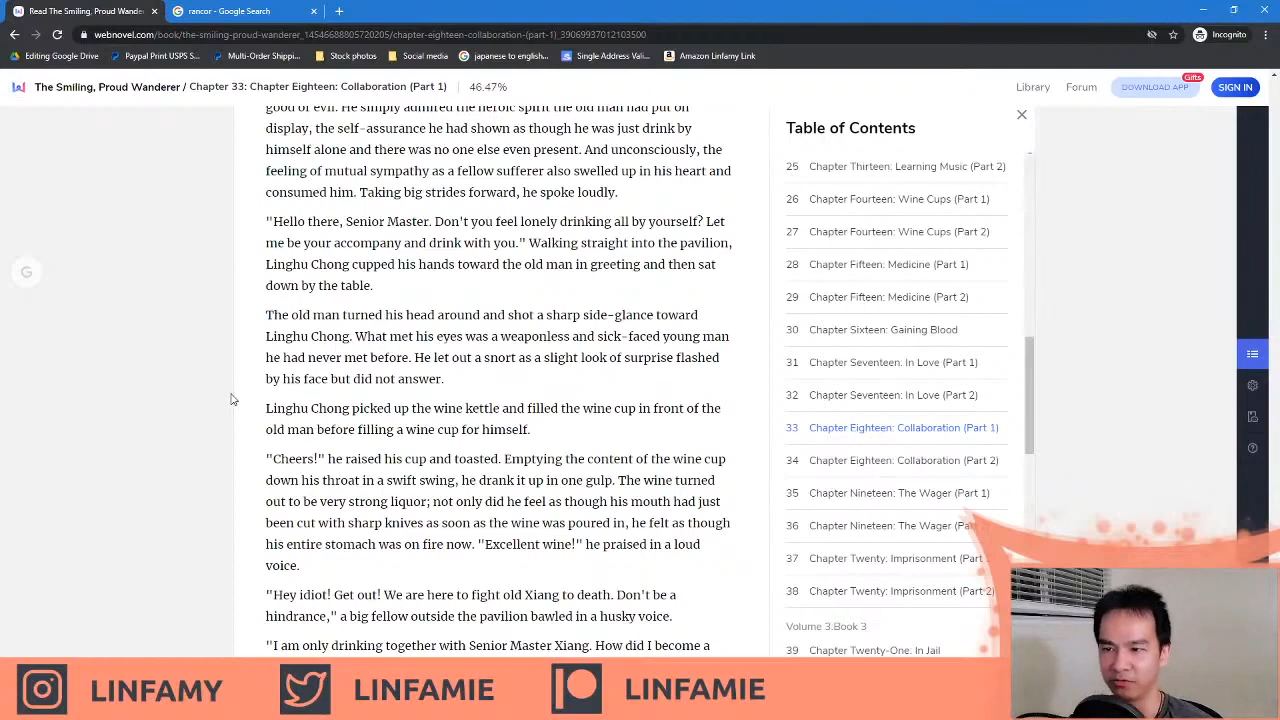 Read The Smiling, Proud Wande
rancor - Google Search
webnovel.com/book/the-smiling-proud-wanderer_14546688805720205/chapter-eighteen-collaboration-(part-1)_39069937012103500
Incognito
Editing Google Drive
Paypal Print USPS S...
Multi-Order Shippi...
Stock photos
Social media
japanese to english...
Single Address Vali...
Amazon Linfamy Link
The Smiling, Proud Wanderer / Chapter 33: Chapter Eighteen: Collaboration (Part 1)
46.47%
Library
Forum
DOWNLOAD APP
Gifts
SIGN IN
good or evil. He simply admired the heroic spirit the old man had put on
display, the self-assurance he had shown as though he was just drink by
himself alone and there was no one else even present. And unconsciously, the
feeling of mutual sympathy as a fellow sufferer also swelled up in his heart and
consumed him. Taking big strides forward, he spoke loudly.
"Hello there, Senior Master. Don't you feel lonely drinking all by yourself? Let
me be your accompany and drink with you." Walking straight into the pavilion,
Linghu Chong cupped his hands toward the old man in greeting and then sat
down by the table.
The old man turned his head around and shot a sharp side-glance toward
Linghu Chong. What met his eyes was a weaponless and sick-faced young man
he had never met before. He let out a snort as a slight look of surprise flashed
by his face but did not answer.
Linghu Chong picked up the wine kettle and filled the wine cup in front of the
old man before filling a wine cup for himself.
"Cheers!" he raised his cup and toasted. Emptying the content of the wine cup
down his throat in a swift swing, he drank it up in one gulp. The wine turned
out to be very strong liquor; not only did he feel as though his mouth had just
been cut with sharp knives as soon as the wine was poured in, he felt as though
his entire stomach was on fire now. "Excellent wine!" he praised in a loud
voice.
"Hey idiot! Get out! We are here to fight old Xiang to death. Don't be a
hindrance," a big fellow outside the pavilion bawled in a husky voice.
"I am only drinking together with Senior Master Xiang. How did I become a
Table of Contents
25 Chapter Thirteen: Learning Music (Part 2)
26 Chapter Fourteen: Wine Cups (Part 1)
27 Chapter Fourteen: Wine Cups (Part 2)
28 Chapter Fifteen: Medicine (Part 1)
29 Chapter Fifteen: Medicine (Part 2)
30 Chapter Sixteen: Gaining Blood
31 Chapter Seventeen: In Love (Part 1)
32 Chapter Seventeen: In Love (Part 2)
33 Chapter Eighteen: Collaboration (Part 1)
34 Chapter Eighteen: Collaboration (Part 2)
35 Chapter Nineteen: The Wager (Part 1)
36 Chapter Nineteen: The Wager (Pa
37 Chapter Twenty: Imprisonment (Part
38 Chapter Twenty: Imprisonment (Part 2)
Volume 3.Book 3
39 Chapter Twenty-One: In Jail
LINFAMY
LINFAMIE
LINFAMIE